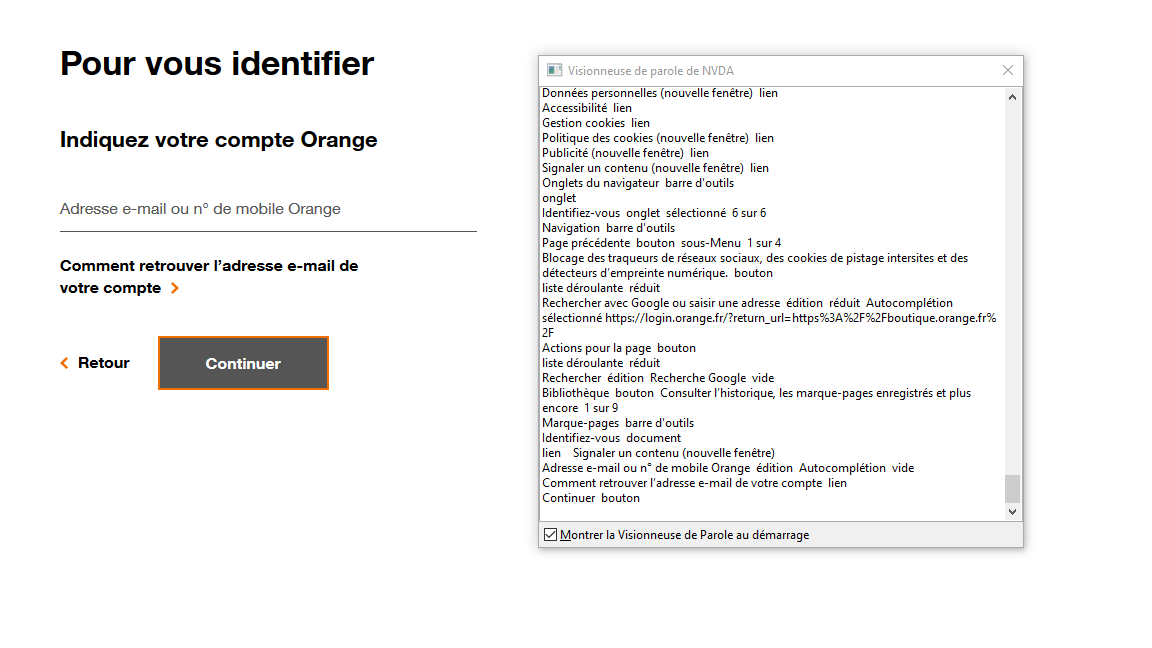 Pour vous identifier
Indiquez votre compte Orange
Adresse e-mail ou n° de mobile Orange
Comment retrouver l’adresse e-mail de
votre compte
Retour
Continuer
Visionneuse de parole de NVDA
Données personnelles (nouvelle fenêtre)  lien
Accessibilité  lien
Gestion cookies  lien
Politique des cookies (nouvelle fenêtre)  lien
Publicité (nouvelle fenêtre)  lien
Signaler un contenu (nouvelle fenêtre)  lien
Onglets du navigateur  barre d'outils
onglet
Identifiez-vous  onglet  sélectionné  6 sur 6
Navigation  barre d'outils
Page précédente  bouton  sous-Menu  1 sur 4
Blocage des traqueurs de réseaux sociaux, des cookies de pistage intersites et des
détecteurs d’empreinte numérique.  bouton
liste déroulante  réduit
Rechercher avec Google ou saisir une adresse  édition  réduit  Autocomplétion
sélectionné https://login.orange.fr/?return_url=https%3A%2F%2Fboutique.orange.fr%
2F
Actions pour la page  bouton
liste déroulante  réduit
Rechercher  édition  Recherche Google  vide
Bibliothèque  bouton  Consulter l’historique, les marque-pages enregistrés et plus
encore  1 sur 9
Marque-pages  barre d'outils
Identifiez-vous  document
lien    Signaler un contenu (nouvelle fenêtre)
Adresse e-mail ou n° de mobile Orange  édition  Autocomplétion  vide
Comment retrouver l’adresse e-mail de votre compte  lien
Continuer  bouton
Montrer la Visionneuse de Parole au démarrage